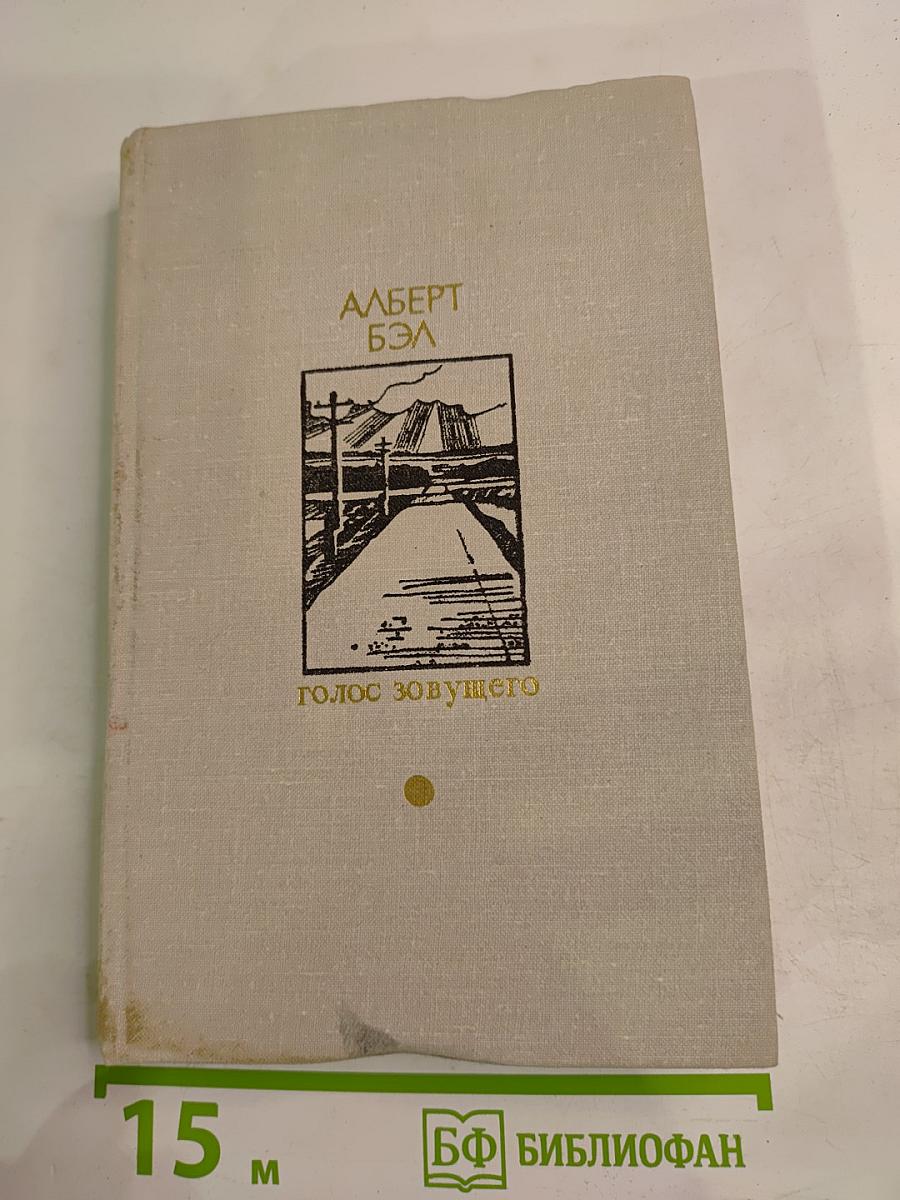 АЛБЕРТ
БЭЛ
голос зовущего
15 м
БФ БИБЛИОФАН